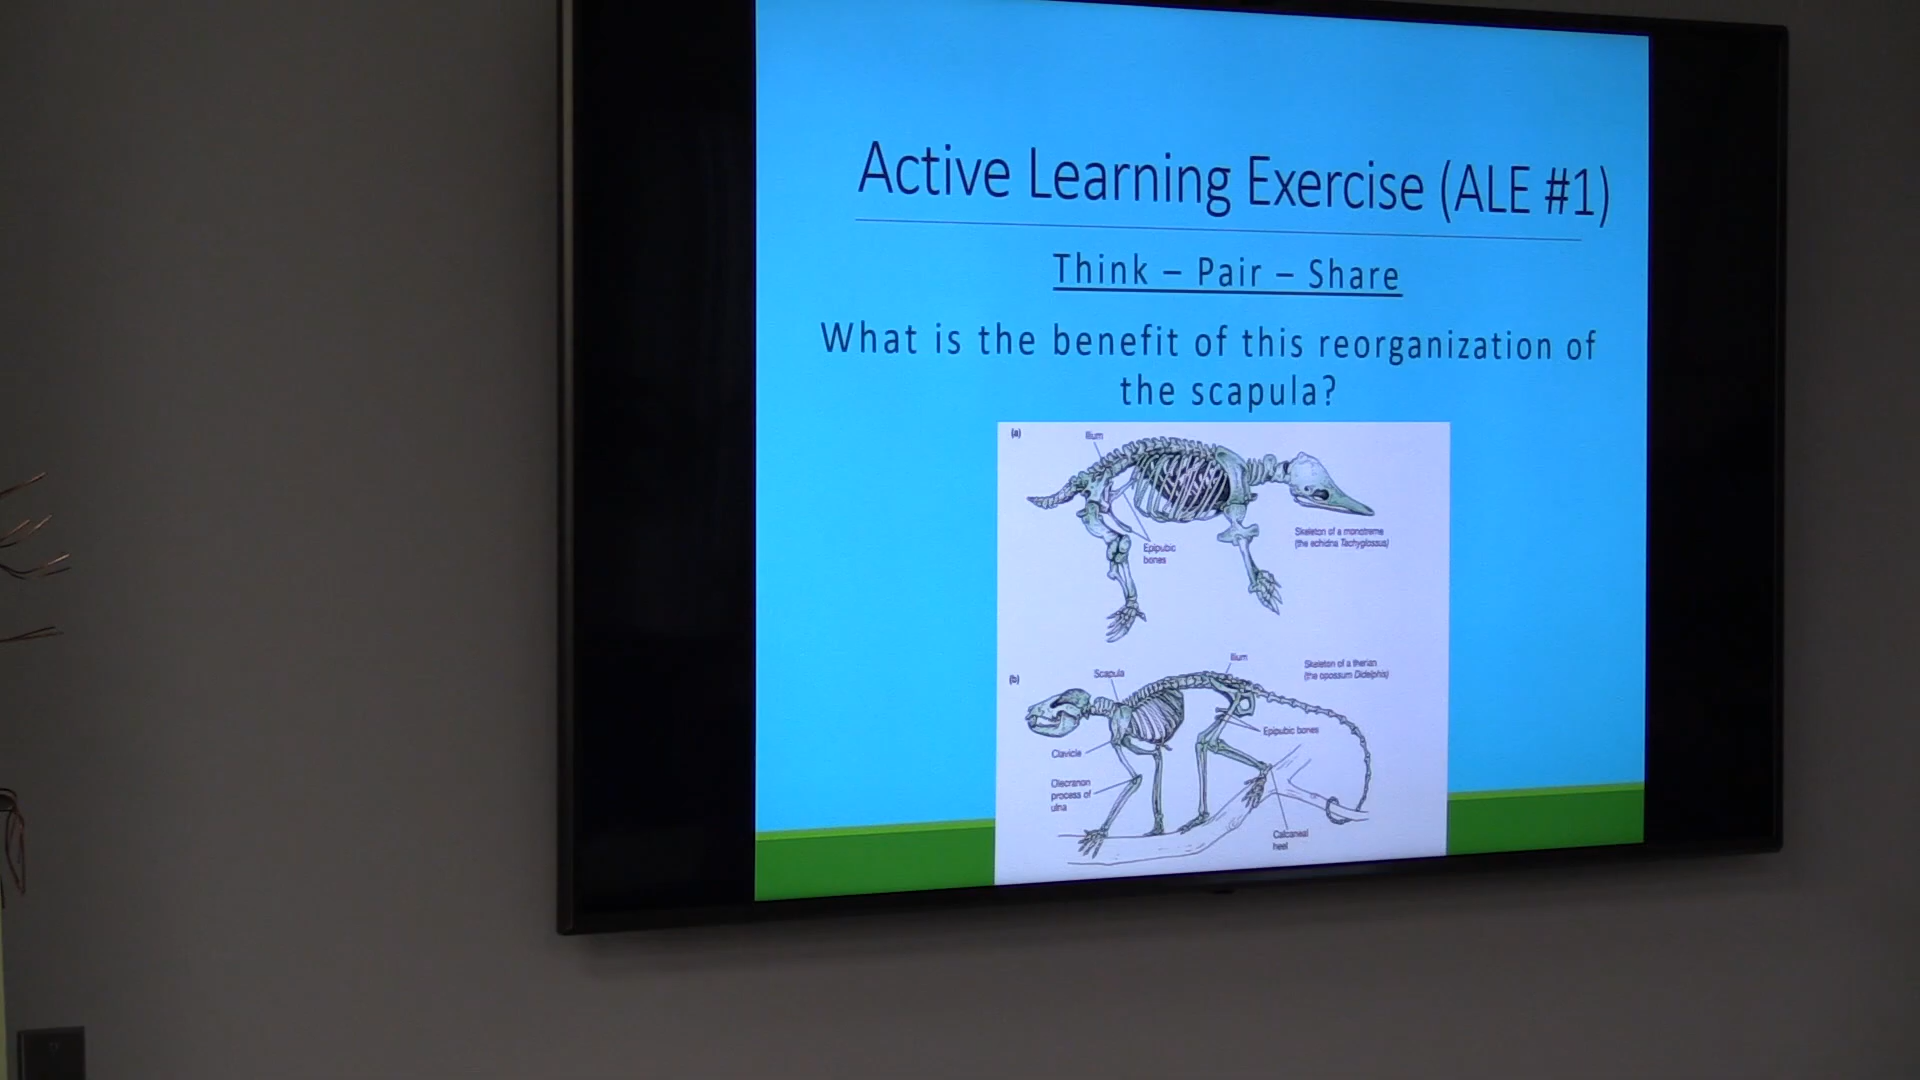 Active Learning Exercise (ALE #1)
Think – Pair – Share
What is the benefit of this reorganization of
the scapula?
(a)
Ilium
Skeleton of a monotreme
(the echidna Tachyglossus)
Epipubic
bones
(b)
Scapula
Ilium
Skeleton of a therian
(the opossum Didelphis)
Epipubic bones
Clavicle
Olecranon
process of
ulna
Calcaneal
heel